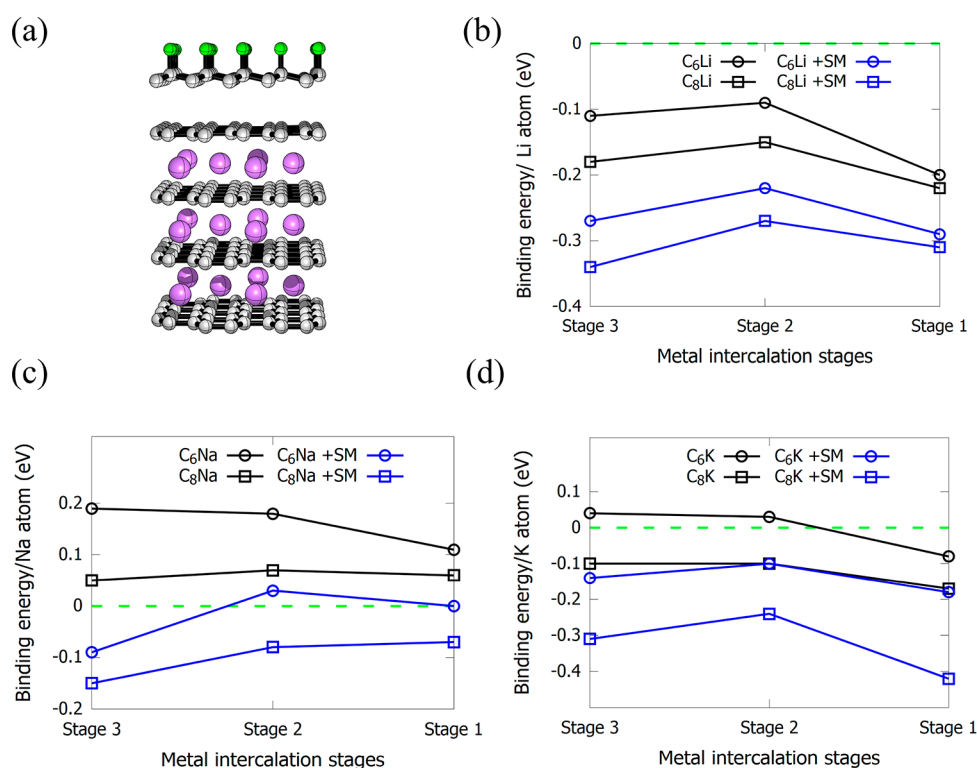 (a)
(b)
0
-0.1
-0.2
-0.3
-0.4
Binding energy/ Li atom (eV)
C6Li
C8Li
C6Li +SM
C8Li +SM
Stage 3 Stage 2 Stage 1
Metal intercalation stages
(c)
0.2
0.1
0
-0.1
-0.2
Binding energy/Na atom (eV)
C6Na
C8Na
C6Na +SM
C8Na +SM
Stage 3 Stage 2 Stage 1
Metal intercalation stages
(d)
0.1
0
-0.1
-0.2
-0.3
-0.4
Binding energy/K atom (eV)
C6K
C8K
C6K +SM
C8K +SM
Stage 3 Stage 2 Stage 1
Metal intercalation stages